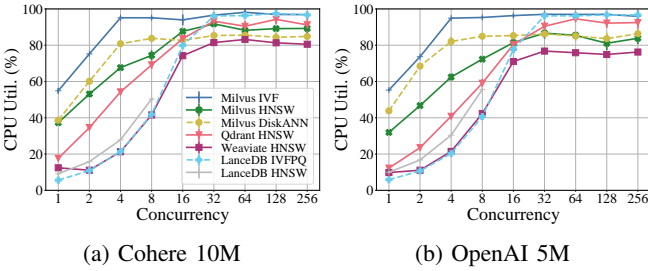 CPU Util. (%)
100
80
60
40
20
0
1 2 4 8 16 32 64 128 256
Concurrency
Milvus IVF
Milvus HNSW
Milvus DiskANN
Qdrant HNSW
Weaviate HNSW
LanceDB IVFPQ
LanceDB HNSW
(a) Cohere 10M
CPU Util. (%)
100
80
60
40
20
0
1 2 4 8 16 32 64 128 256
Concurrency
(b) OpenAI 5M